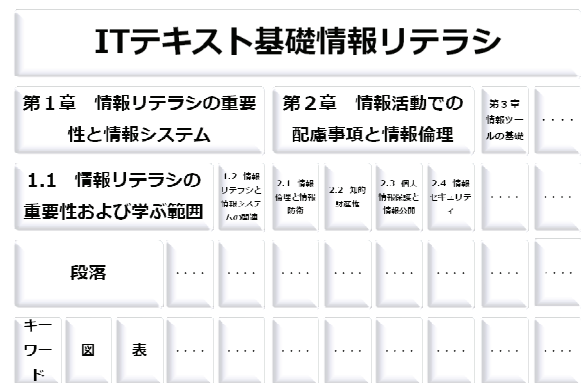 ITテキスト基礎情報リテラシ
第１章　情報リテラシの重要
性と情報システム
第２章　情報活動での
配慮事項と情報倫理
第３章
情報ツー
ルの基礎
・・・・
1.1　情報リテラシの
重要性および学ぶ範囲
1.2 情報
リテラシと
情報システ
ムの関連
2.1 情報
倫理と情報
防衛
2.2 知的
財産権
2.3 個人
情報保護と
情報公開
2.4 情報
セキュリテ
ィ
・・・・
・・・・
段落
・・・・
・・・・
・・・・
・・・・
・・・・
・・・・
・・・・
・・・・
キー
ワー
ド
図
表
・・・・
・・・・
・・・・
・・・・
・・・・
・・・・
・・・・
・・・・